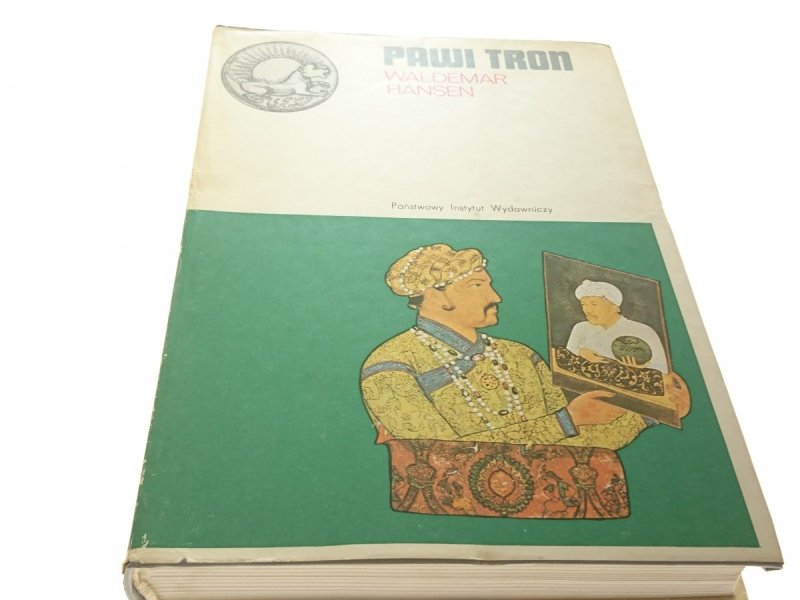 PAWI TRON
WALDEMAR
HANSEN
Państwowy Instytut Wydawniczy